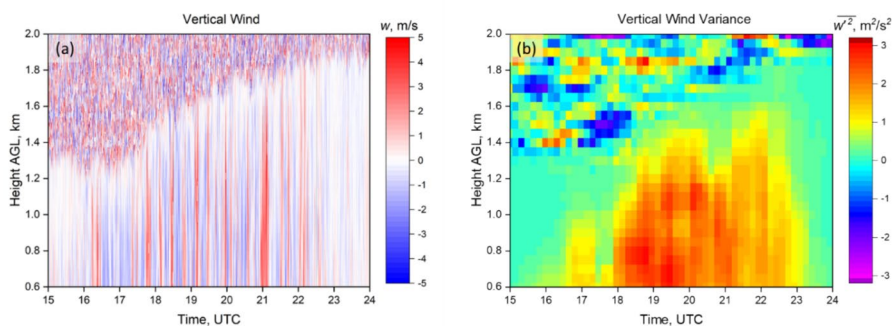 Vertical Wind
w, m/s
(a)
Height AGL, km
2.0
1.8
1.6
1.4
1.2
1.0
0.8
0.6
15 16 17 18 19 20 21 22 23 24
Time, UTC
5
4
3
2
1
0
-1
-2
-3
-4
-5
Vertical Wind Variance
w'², m²/s²
(b)
Height AGL, km
2.0
1.8
1.6
1.4
1.2
1.0
0.8
0.6
15 16 17 18 19 20 21 22 23 24
Time, UTC
3
2
1
0
-1
-2
-3